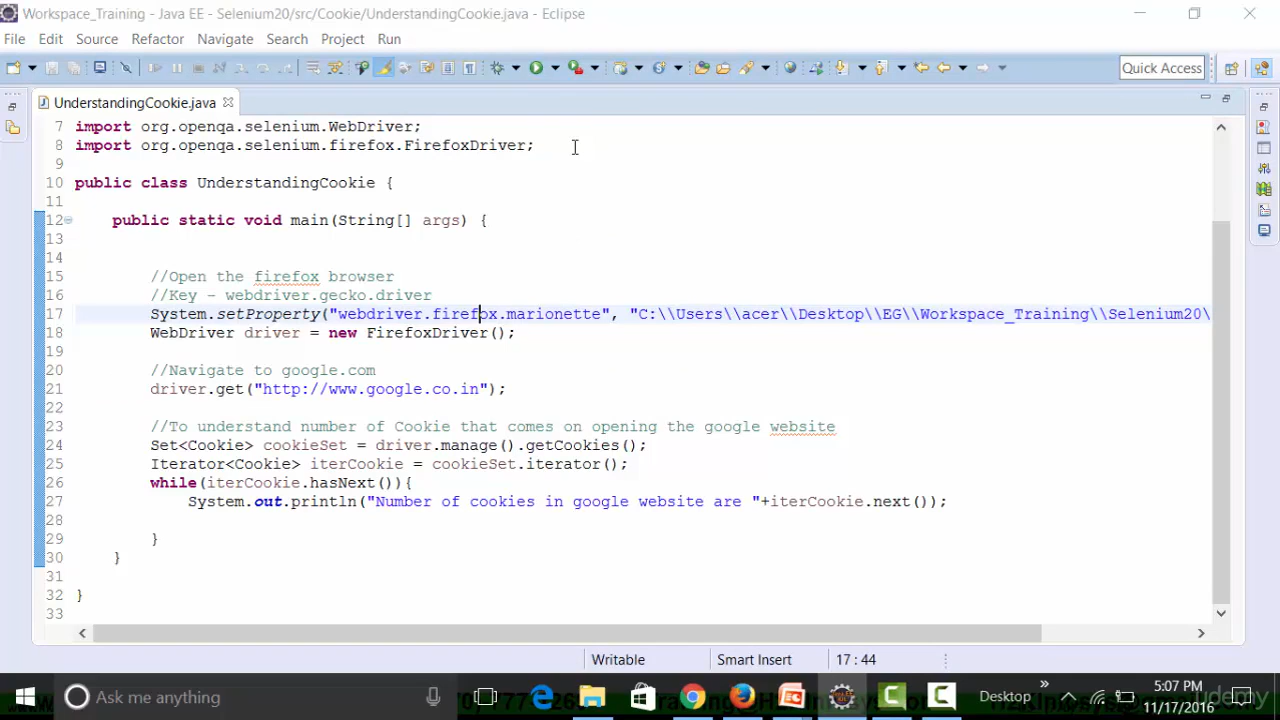 Workspace_Training - Java EE - Selenium20/src/Cookie/UnderstandingCookie.java - Eclipse
File Edit Source Refactor Navigate Search Project Run
Quick Access
UnderstandingCookie.java
7 import org.openqa.selenium.WebDriver;
8 import org.openqa.selenium.firefox.FirefoxDriver;
9
10 public class UnderstandingCookie {
11
12 public static void main(String[] args) {
13
14
15 //Open the firefox browser
16 //Key - webdriver.gecko.driver
17 System.setProperty("webdriver.firefox.marionette", "C:\\Users\\acer\\Desktop\\EG\\Workspace_Training\\Selenium20\
18 WebDriver driver = new FirefoxDriver();
19
20 //Navigate to google.com
21 driver.get("http://www.google.co.in");
22
23 //To understand number of Cookie that comes on opening the google website
24 Set<Cookie> cookieSet = driver.manage().getCookies();
25 Iterator<Cookie> iterCookie = cookieSet.iterator();
26 while(iterCookie.hasNext()){
27 System.out.println("Number of cookies in google website are "+iterCookie.next());
28
29 }
30 }
31
32 }
33
Writable Smart Insert 17 : 44
Ask me anything
Desktop
5:07 PM
11/17/2016
udemy